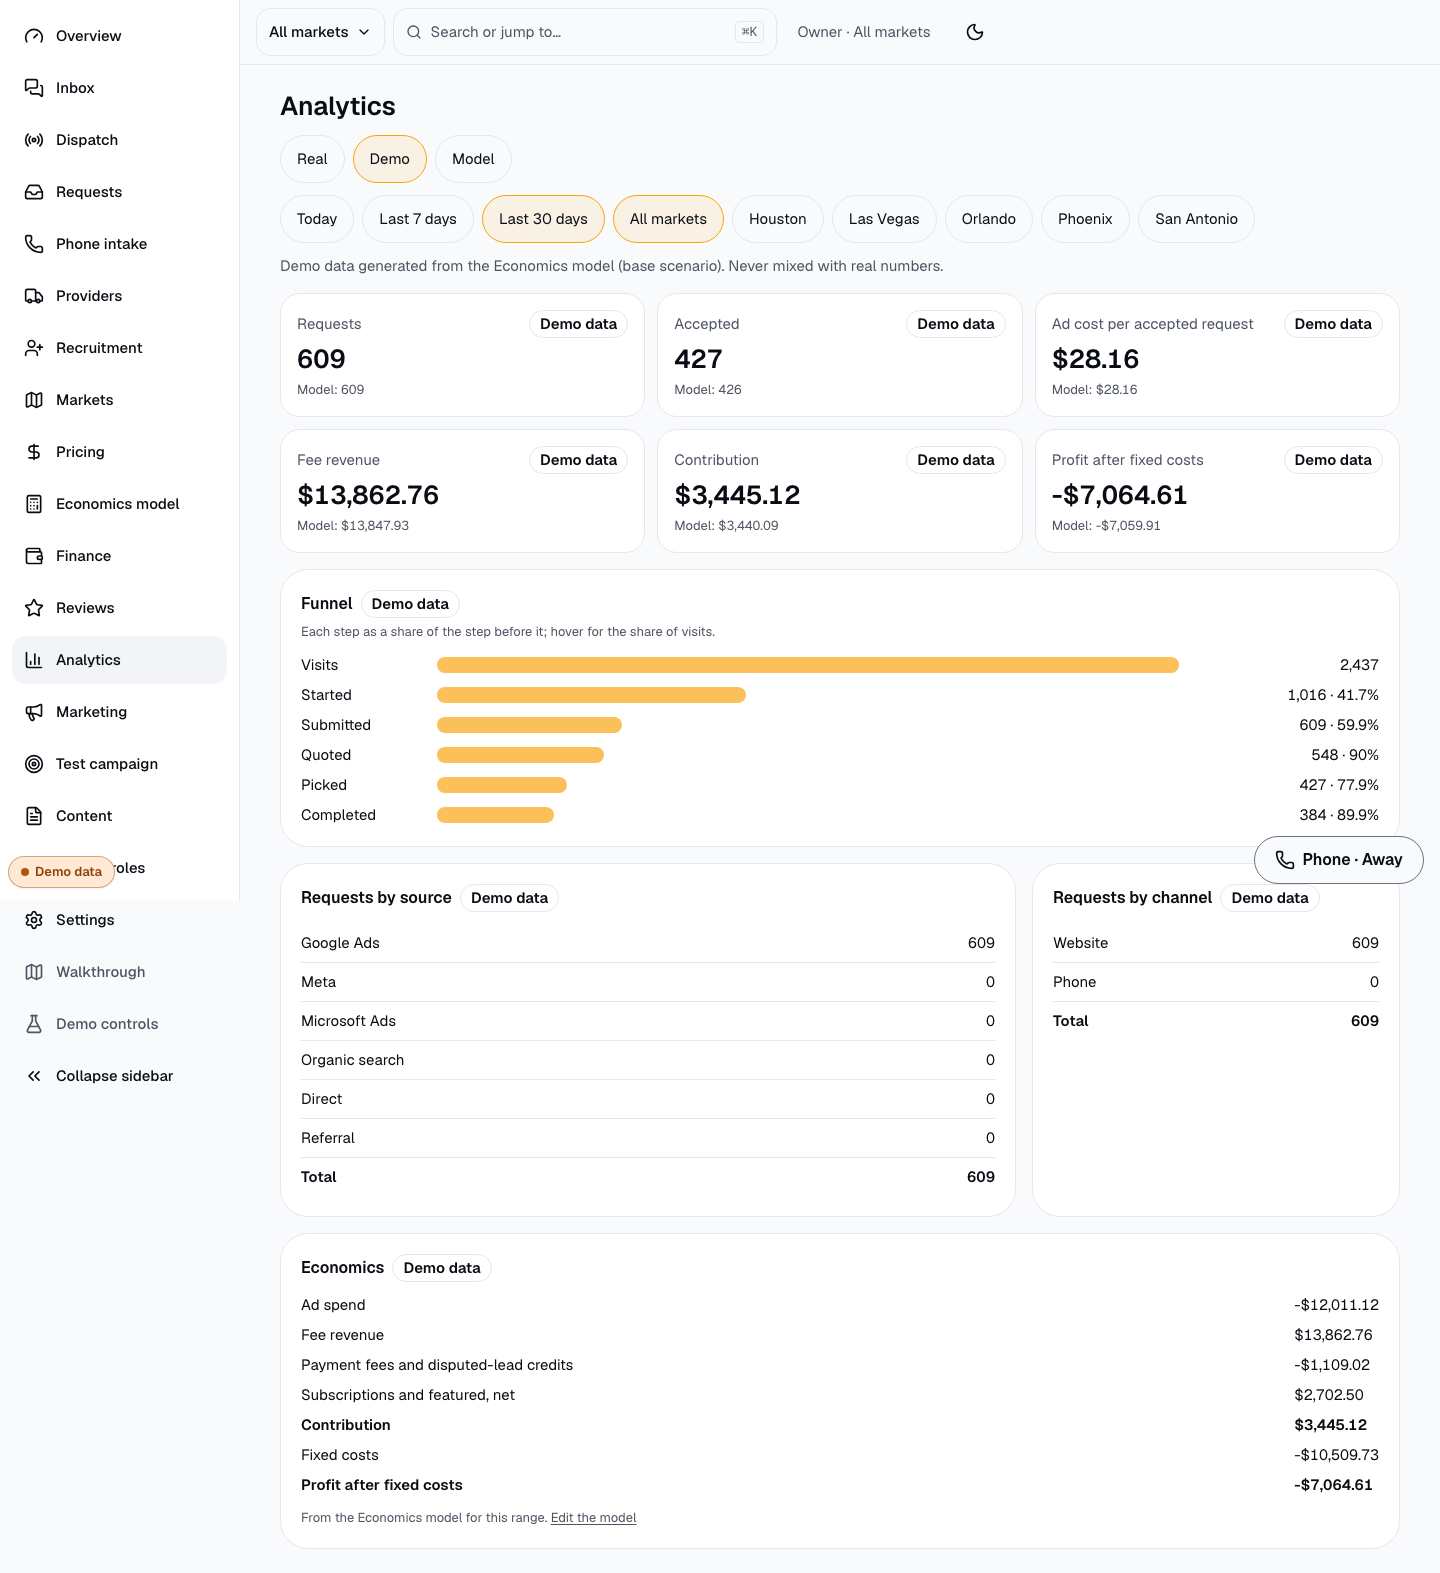 Overview
Inbox
Dispatch
Requests
Phone intake
Providers
Recruitment
Markets
Pricing
Economics model
Finance
Reviews
Analytics
Marketing
Test campaign
Content
Demo data
roles
Settings
Walkthrough
Demo controls
Collapse sidebar
All markets
Search or jump to...
⌘K
Owner · All markets
Analytics
Real Demo Model
Today Last 7 days Last 30 days All markets Houston Las Vegas Orlando Phoenix San Antonio
Demo data generated from the Economics model (base scenario). Never mixed with real numbers.
Requests Demo data
609
Model: 609
Accepted Demo data
427
Model: 426
Ad cost per accepted request Demo data
$28.16
Model: $28.16
Fee revenue Demo data
$13,862.76
Model: $13,847.93
Contribution Demo data
$3,445.12
Model: $3,440.09
Profit after fixed costs Demo data
-$7,064.61
Model: -$7,059.91
Funnel Demo data
Each step as a share of the step before it; hover for the share of visits.
Visits 2,437
Started 1,016 · 41.7%
Submitted 609 · 59.9%
Quoted 548 · 90%
Picked 427 · 77.9%
Completed 384 · 89.9%
Phone · Away
Requests by source Demo data
Google Ads 609
Meta 0
Microsoft Ads 0
Organic search 0
Direct 0
Referral 0
Total 609
Requests by channel Demo data
Website 609
Phone 0
Total 609
Economics Demo data
Ad spend -$12,011.12
Fee revenue $13,862.76
Payment fees and disputed-lead credits -$1,109.02
Subscriptions and featured, net $2,702.50
Contribution $3,445.12
Fixed costs -$10,509.73
Profit after fixed costs -$7,064.61
From the Economics model for this range. Edit the model